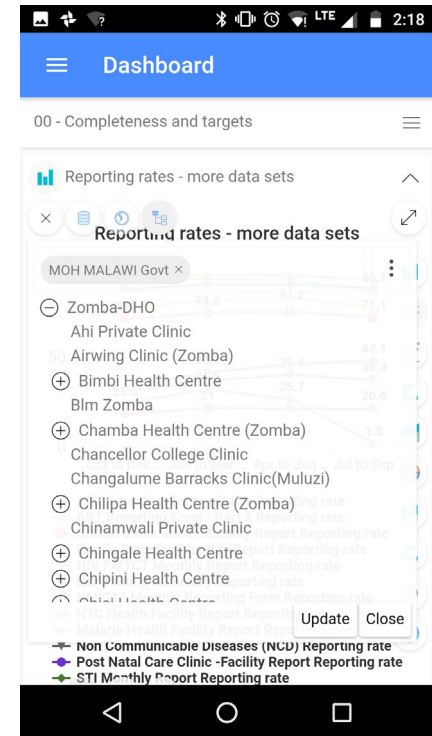 LTE 2:18
Dashboard
00 - Completeness and targets
Reporting rates - more data sets
Reporting rates - more data sets
MOH MALAWI Govt ×
Zomba-DHO
Ahi Private Clinic
Airwing Clinic (Zomba)
Bimbi Health Centre
Blm Zomba
Chamba Health Centre (Zomba)
Chancellor College Clinic
Changalume Barracks Clinic(Muluzi)
Chilipa Health Centre (Zomba)
Chinamwali Private Clinic
Chingale Health Centre
Chipini Health Centre
Update Close
Non Communicable Diseases (NCD) Reporting rate
Post Natal Care Clinic -Facility Report Reporting rate
STI Monthly Report Reporting rate